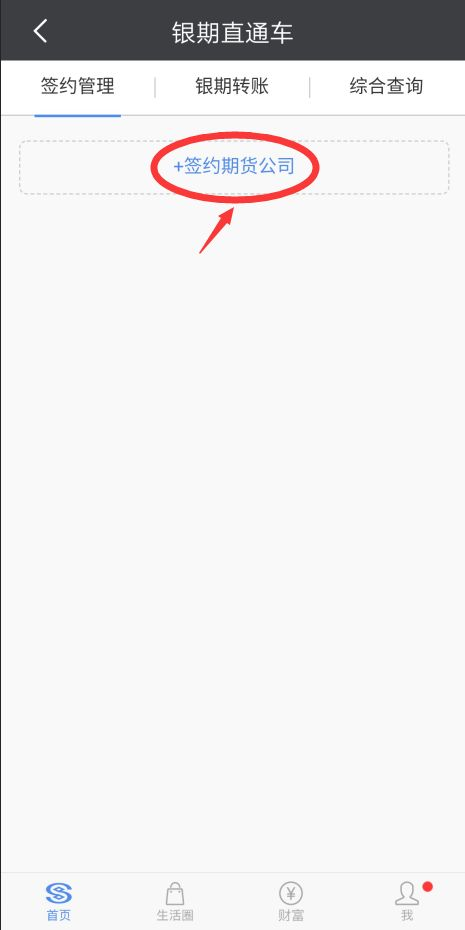 银期直通车
签约管理
银期转账
综合查询
+签约期货公司
首页
生活圈
财富
我